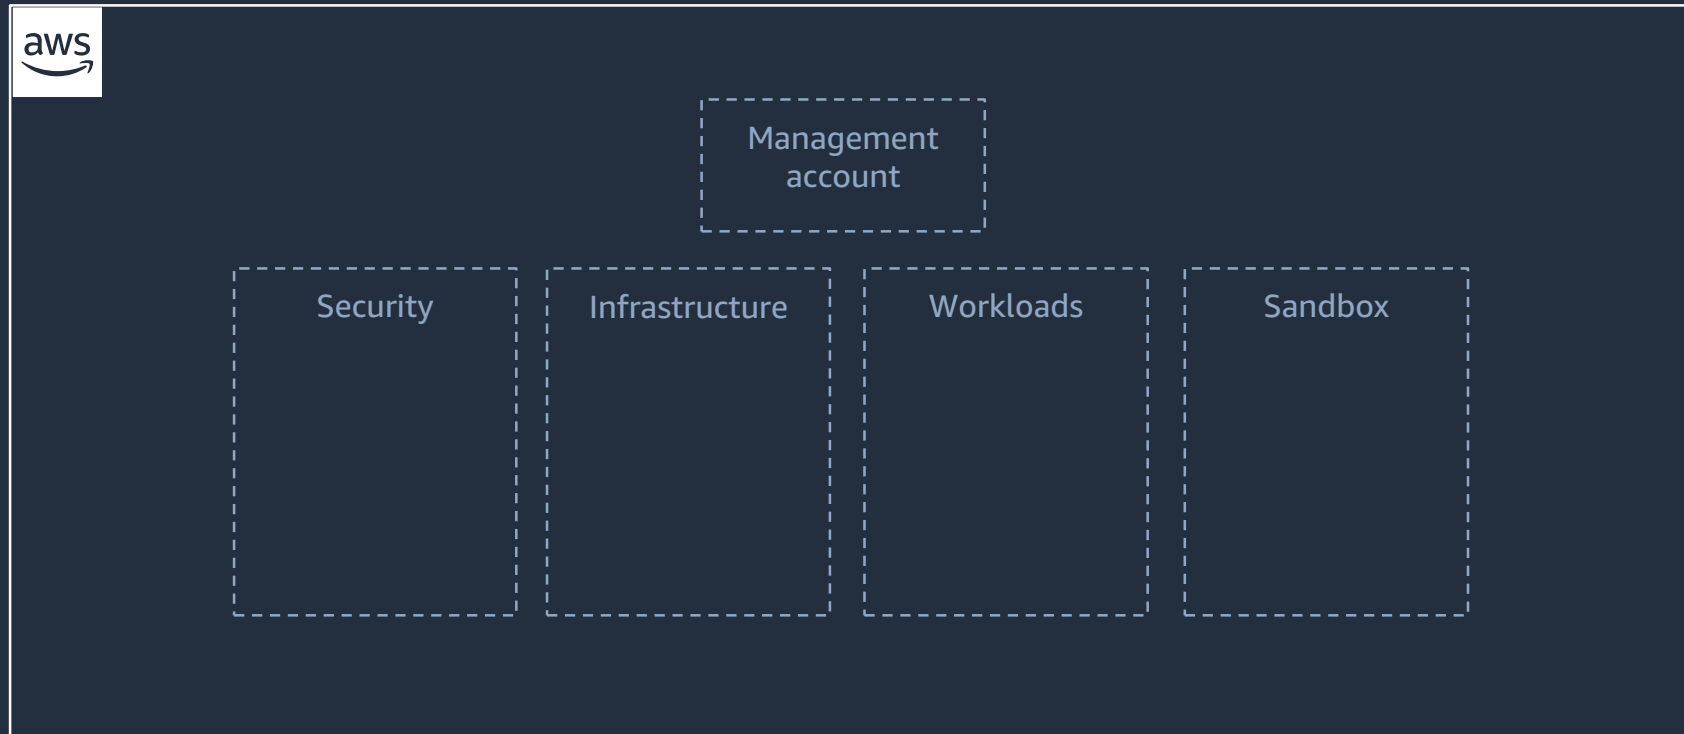 aws
Management
account
Security
Infrastructure
Workloads
Sandbox